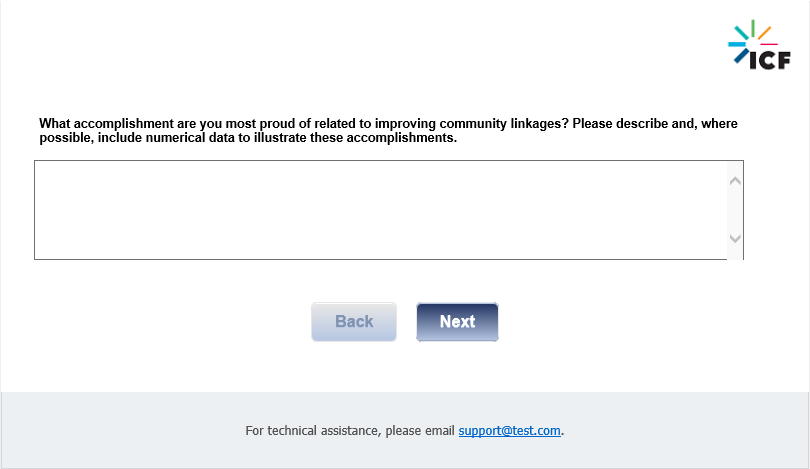 ICF
What accomplishment are you most proud of related to improving community linkages? Please describe and, where
possible, include numerical data to illustrate these accomplishments.
Back
Next
For technical assistance, please email support@test.com.